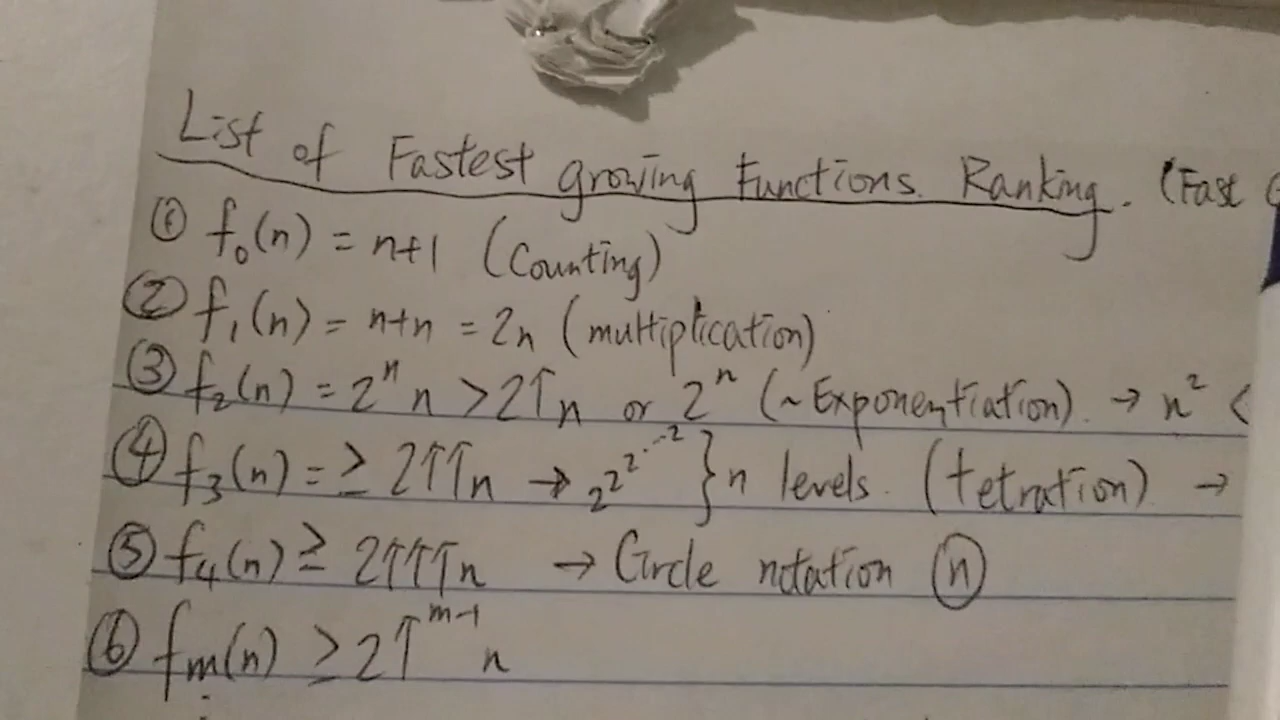 List of Fastest growing Functions. Ranking. (Fast
① f₀(n) = n+1 (Counting)
② f₁(n) = n+n = 2n (multiplication)
③ f₂(n) = 2ⁿ n > 2↑n or 2ⁿ (~Exponentiation). → n² <
④ f₃(n) = ≥ 2↑↑n → 2^2^2^⋰^2 } n levels. (tetration) →
⑤ f₄(n) ≥ 2↑↑↑n → Circle notation ⓝ
⑥ fₘ(n) ≥ 2↑ᵐ⁻¹ n